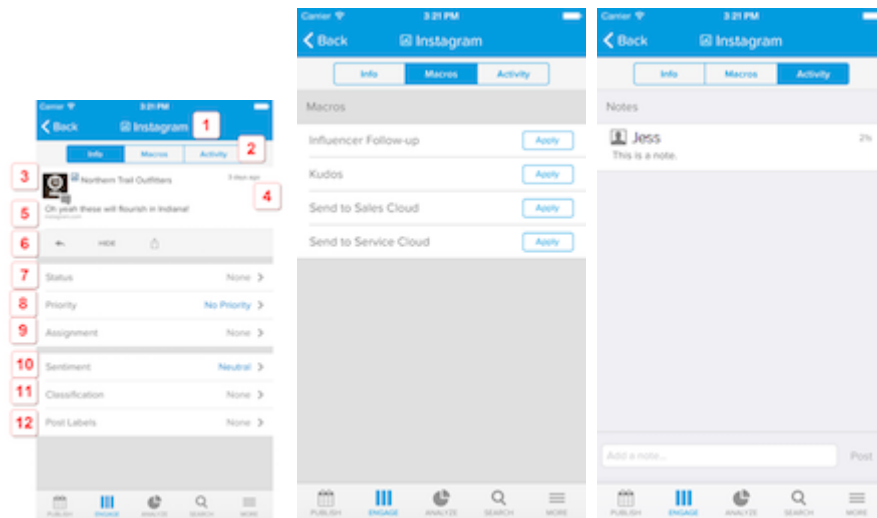 Carrier 3:21 PM
Back Instagram 1
Info Macros Activity 2
3 Northern Trail Outfitters 3 days ago
4
5 Oh yeah these will flourish in Indiana!
instagram.com
6 HIDE
7 Status None
8 Priority No Priority
9 Assignment None
10 Sentiment Neutral
11 Classification None
12 Post Labels None
PUBLISH ENGAGE ANALYZE SEARCH MORE
Carrier 3:21 PM
Back Instagram
Info Macros Activity
Macros
Influencer Follow-up Apply
Kudos Apply
Send to Sales Cloud Apply
Send to Service Cloud Apply
PUBLISH ENGAGE ANALYZE SEARCH MORE
Carrier 3:21 PM
Back Instagram
Info Macros Activity
Notes
Jess
This is a note.
Add a note... Post
PUBLISH ENGAGE ANALYZE SEARCH MORE